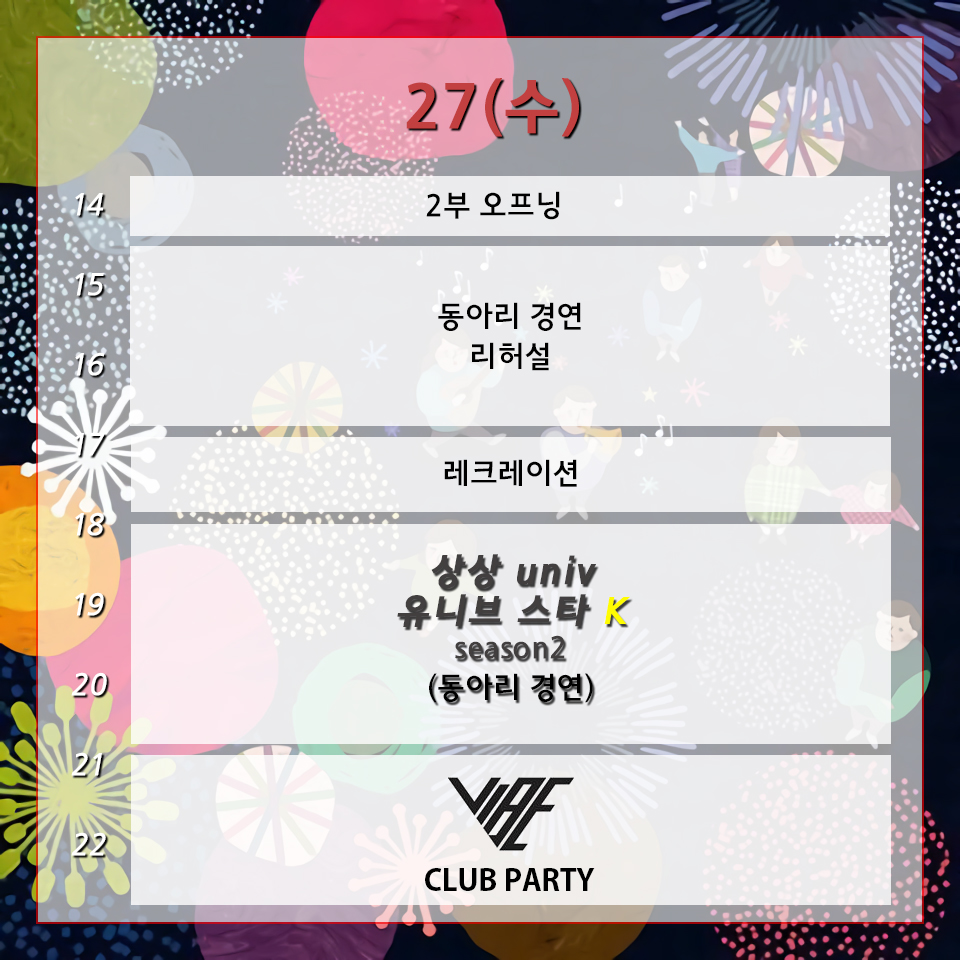 27(수)
14
2부 오프닝
15
동아리 경연
리허설
16
17
레크레이션
18
상상 univ
유니브 스타 K
19
season2
20
(동아리 경연)
21
VIBE
22
CLUB PARTY